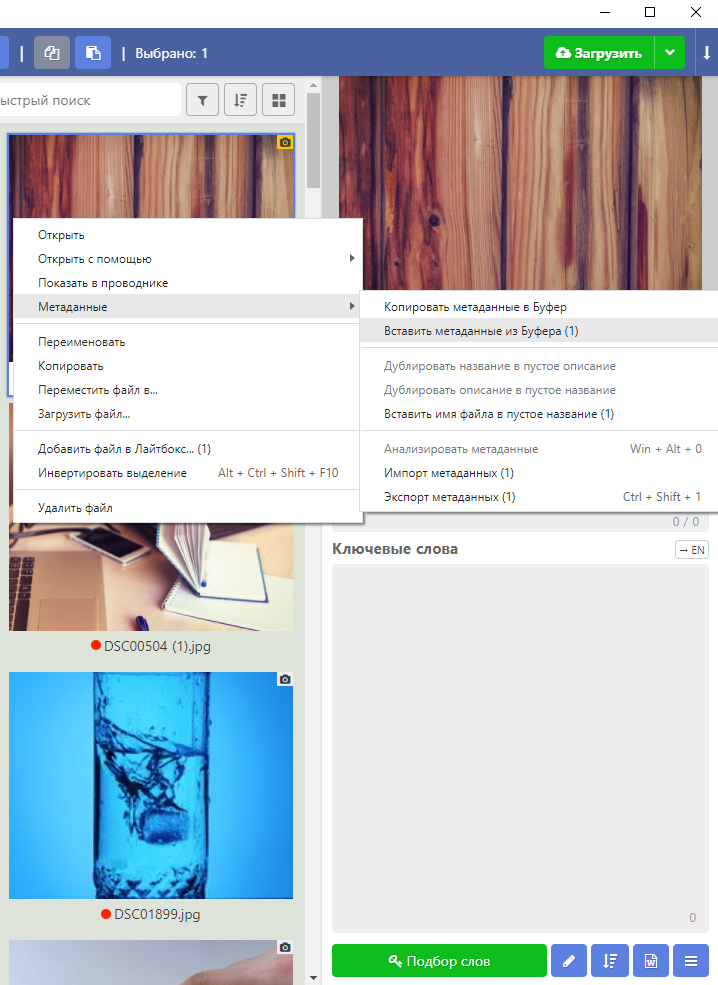 | | Выбрано: 1 Загрузить
ыстрый поиск
Открыть
Открыть с помощью
Показать в проводнике
Метаданные
Переименовать
Копировать
Переместить файл в...
Загрузить файл...
Добавить файл в Лайтбокс... (1)
Инвертировать выделение Alt + Ctrl + Shift + F10
Удалить файл
Копировать метаданные в Буфер
Вставить метаданные из Буфера (1)
Дублировать название в пустое описание
Дублировать описание в пустое название
Вставить имя файла в пустое название (1)
Анализировать метаданные Win + Alt + 0
Импорт метаданных (1)
Экспорт метаданных (1) Ctrl + Shift + 1
0 / 0
Ключевые слова → EN
DSC00504 (1).jpg
DSC01899.jpg
0
Подбор слов W